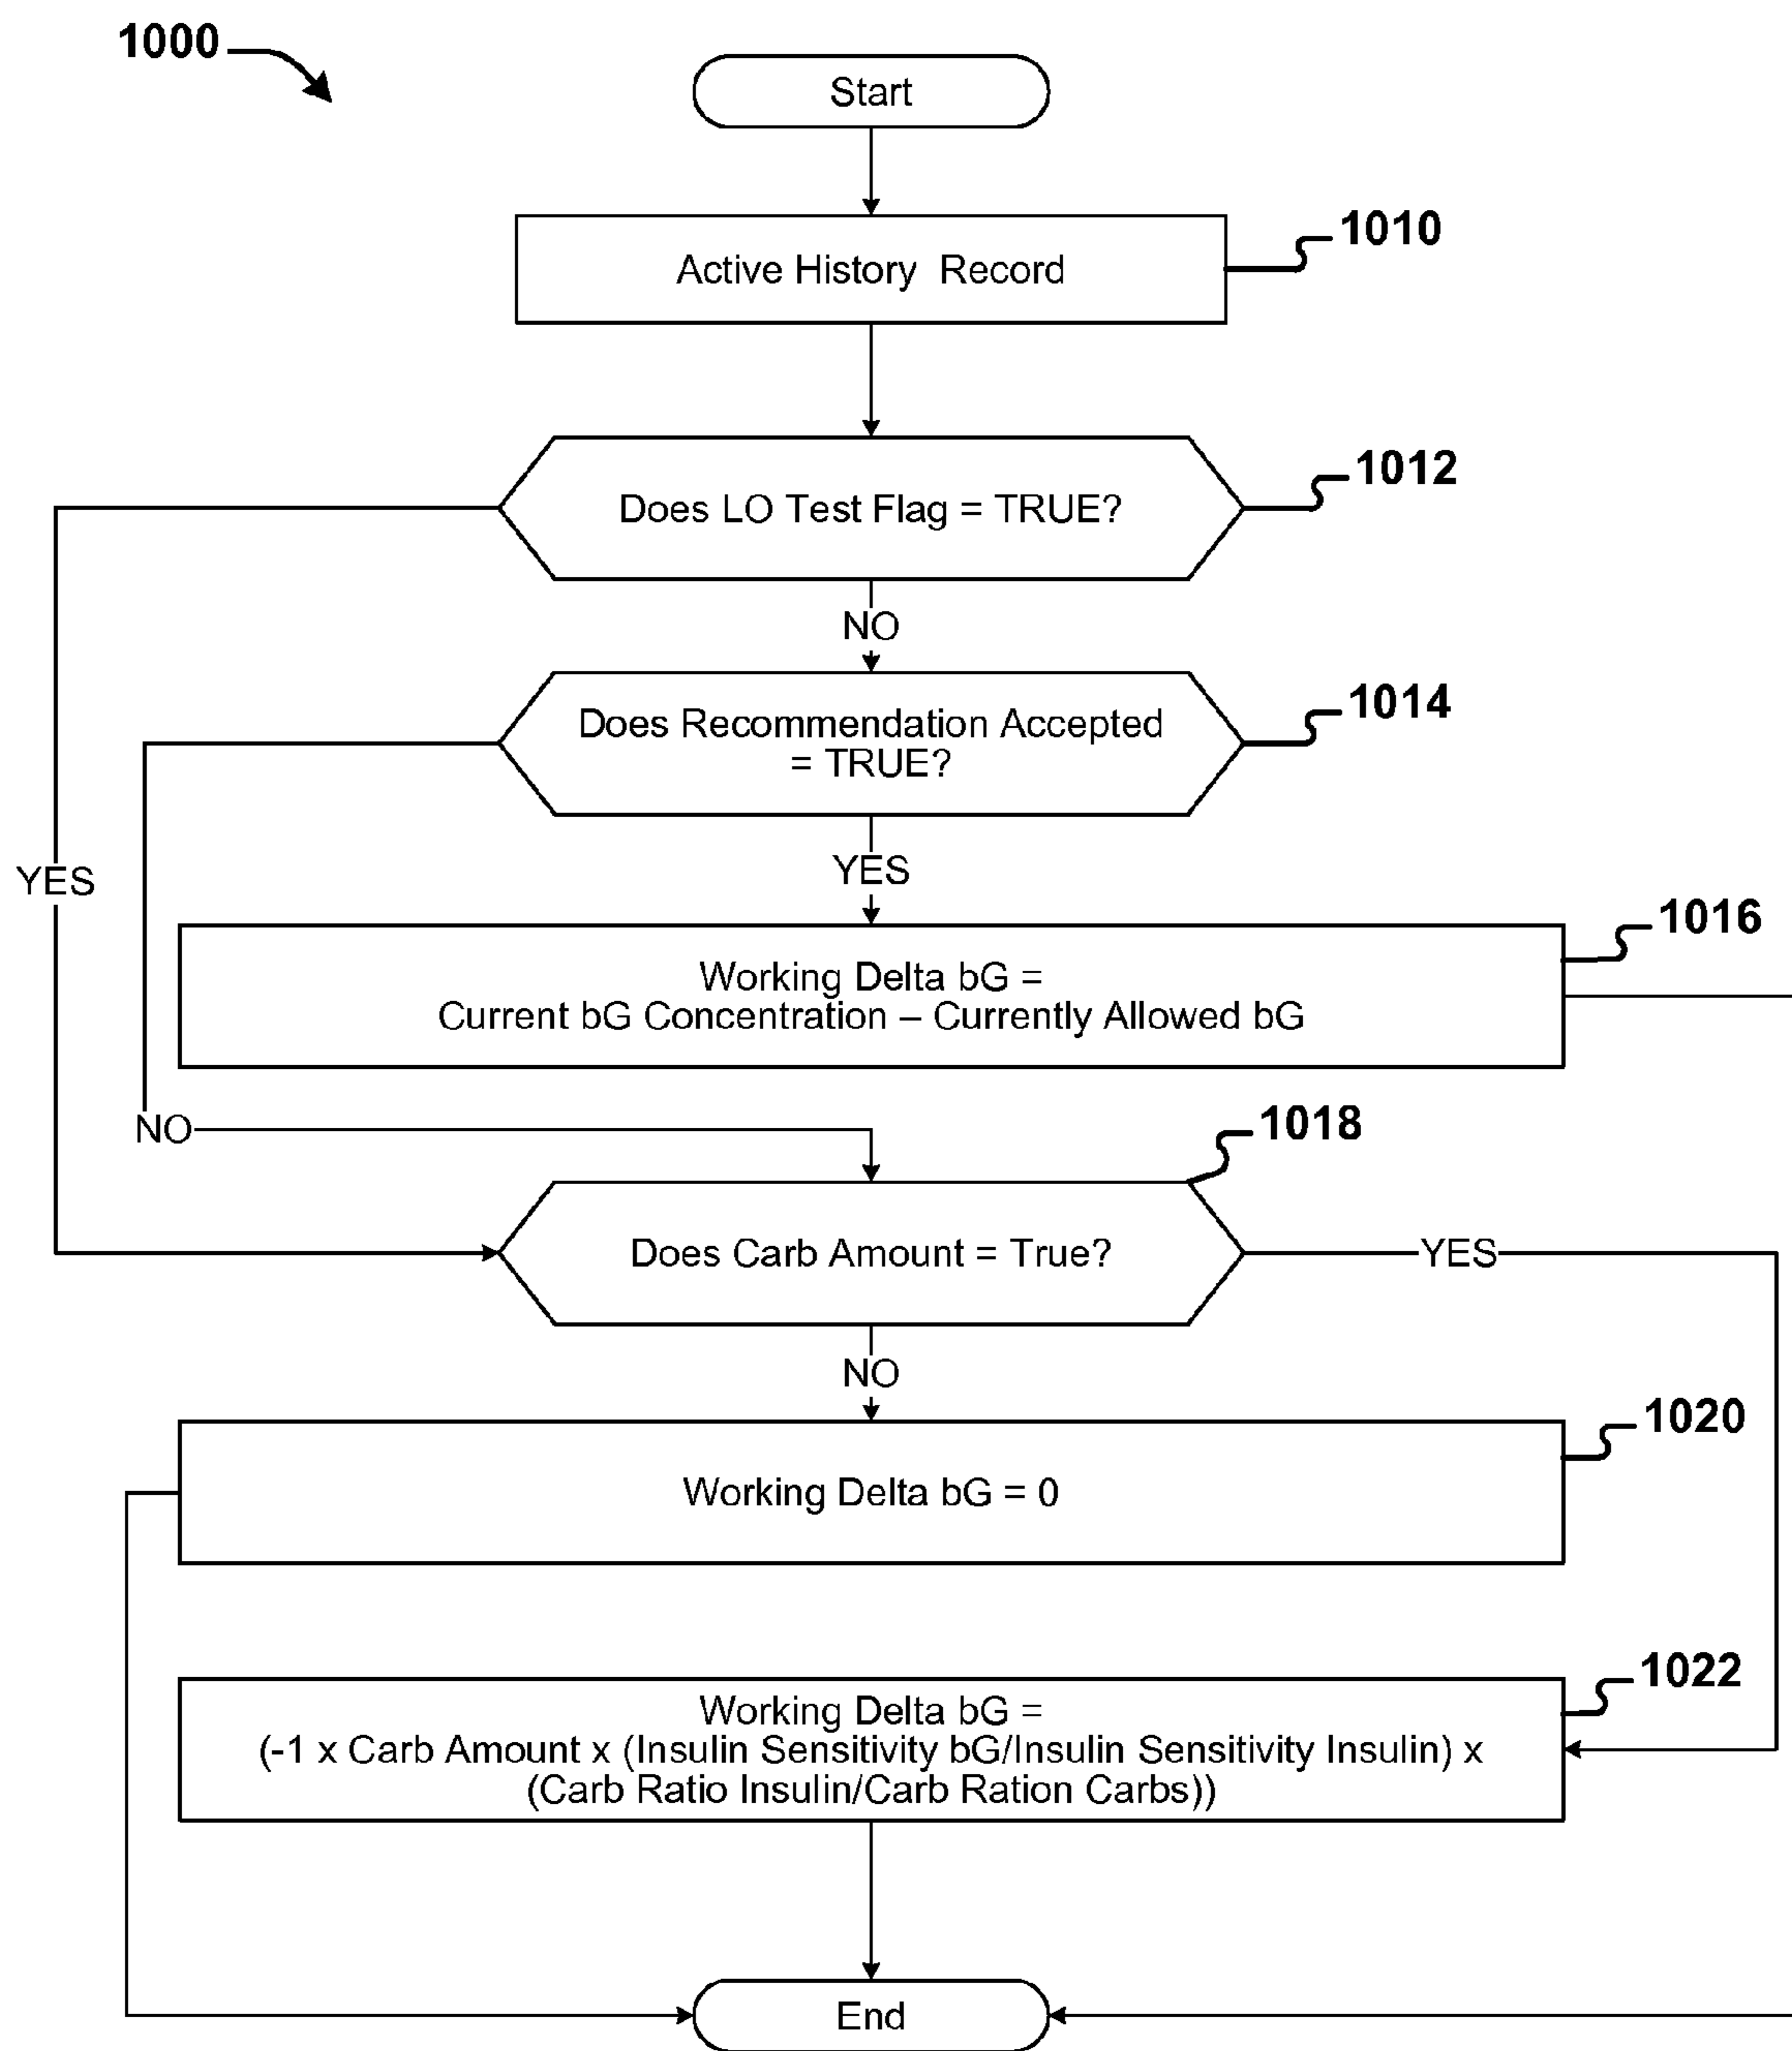 1000
Start
Active History Record
1010
Does LO Test Flag = TRUE?
1012
NO
Does Recommendation Accepted
= TRUE?
1014
YES
YES
Working Delta bG =
Current bG Concentration – Currently Allowed bG
1016
NO
1018
Does Carb Amount = True?
YES
NO
Working Delta bG = 0
1020
Working Delta bG =
(-1 x Carb Amount x (Insulin Sensitivity bG/Insulin Sensitivity Insulin) x
(Carb Ratio Insulin/Carb Ration Carbs))
1022
End